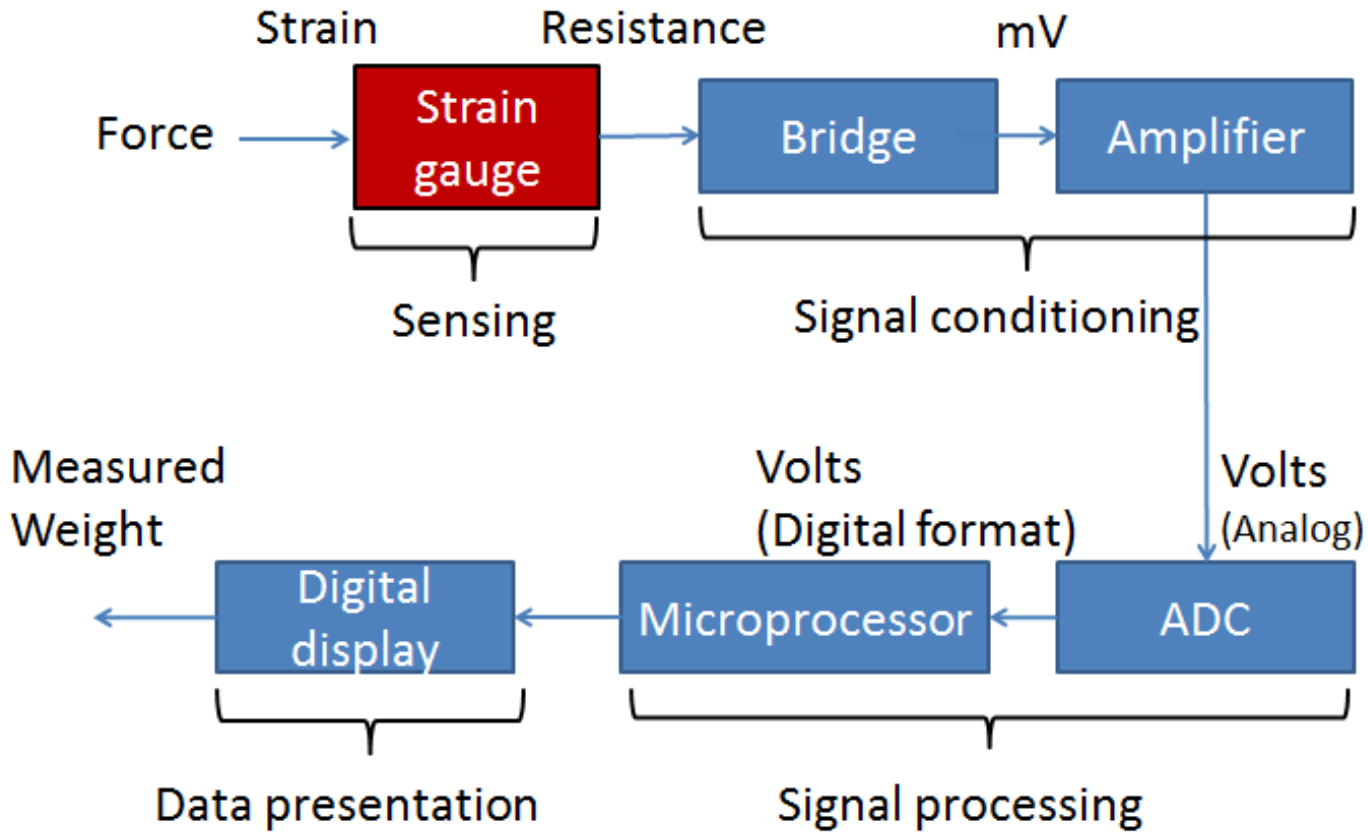 Strain
Resistance
mV
Force
Strain
gauge
Bridge
Amplifier
Sensing
Signal conditioning
Measured
Weight
Volts
(Digital format)
Volts
(Analog)
Digital
display
Microprocessor
ADC
Data presentation
Signal processing